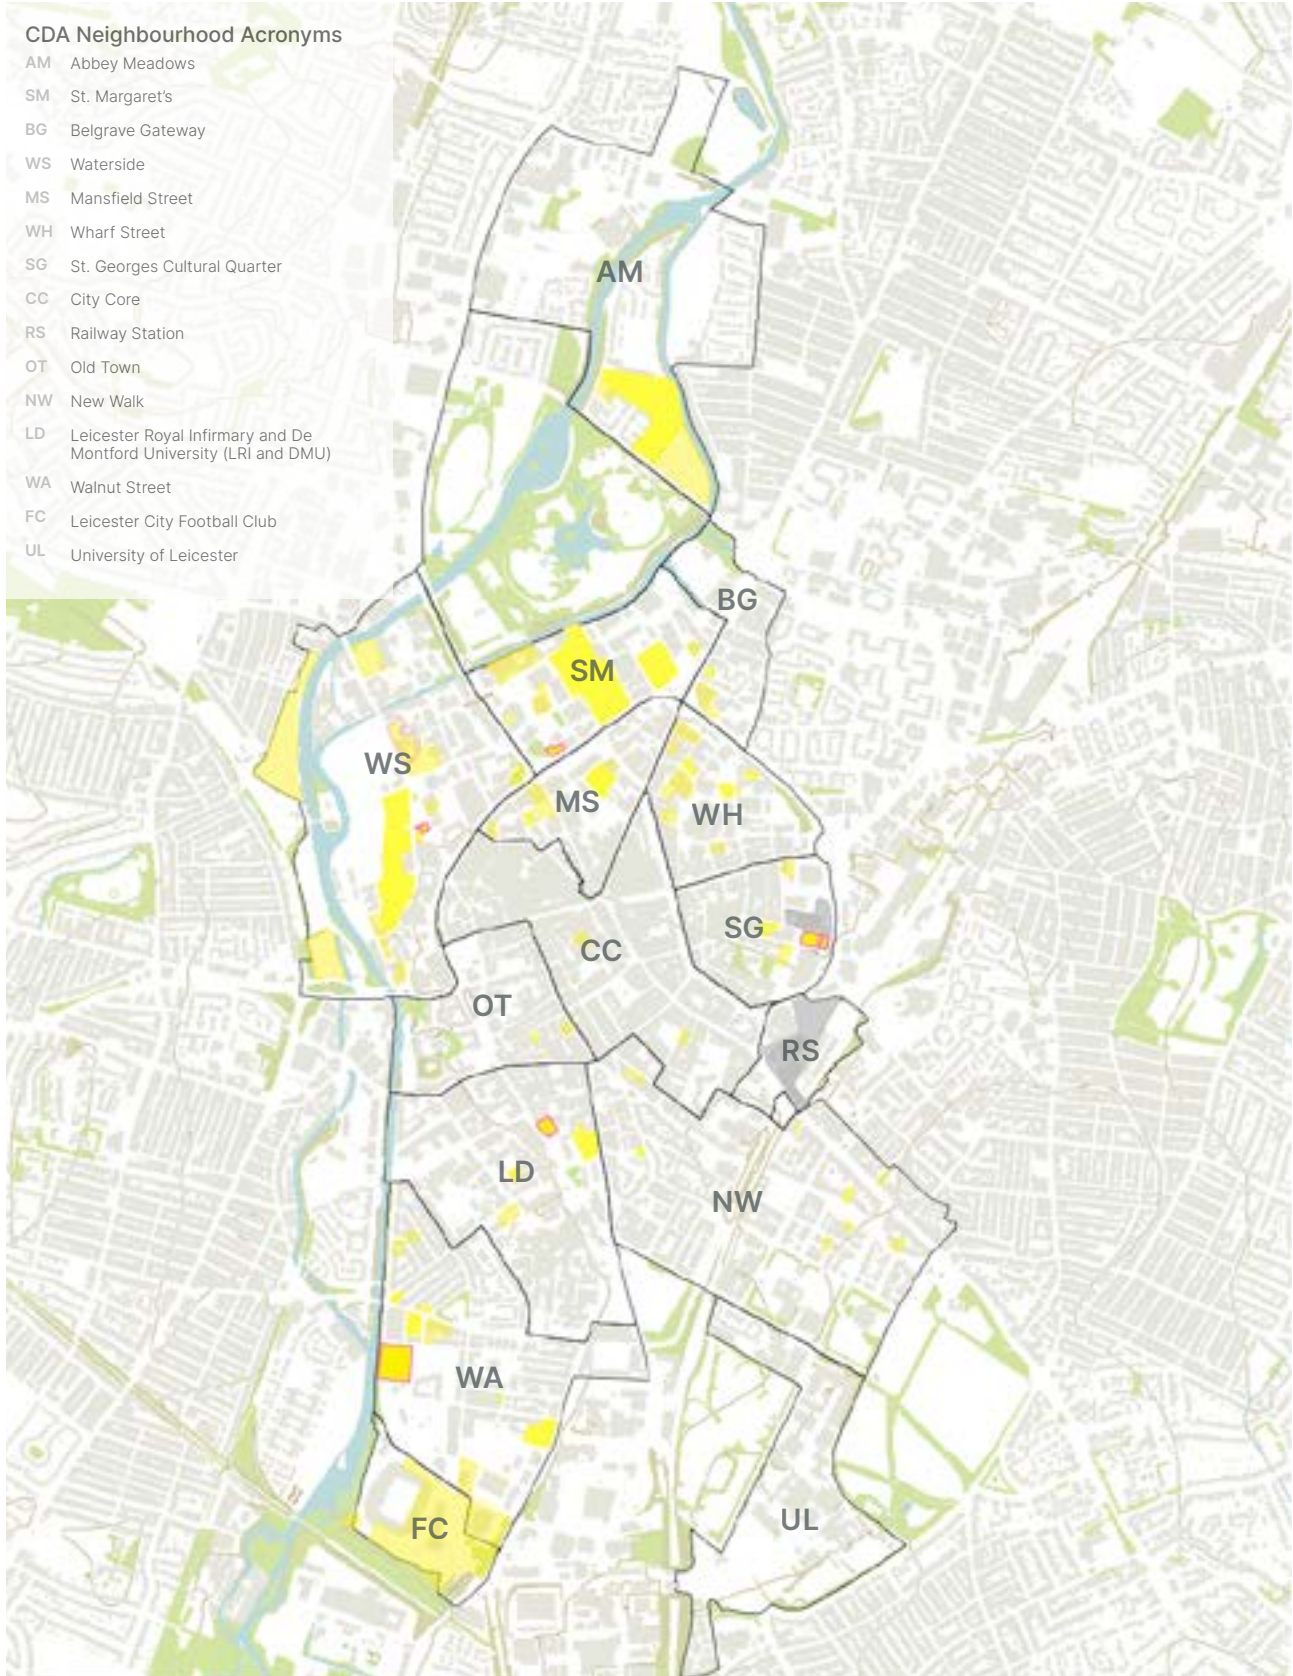 CDA Neighbourhood Acronyms
AM Abbey Meadows
SM St. Margaret's
BG Belgrave Gateway
WS Waterside
MS Mansfield Street
WH Wharf Street
SG St. Georges Cultural Quarter
CC City Core
RS Railway Station
OT Old Town
NW New Walk
LD Leicester Royal Infirmary and De
Montford University (LRI and DMU)
WA Walnut Street
FC Leicester City Football Club
UL University of Leicester
AM
BG
SM
WS
MS
WH
SG
CC
OT
RS
LD
NW
WA
UL
FC